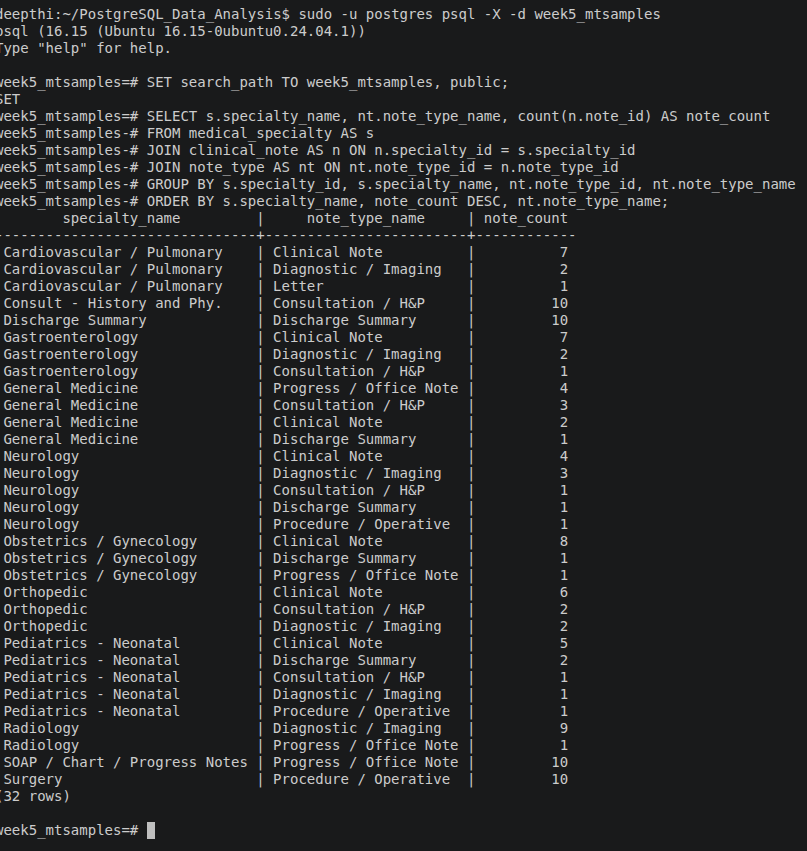 deepthi:~/PostgreSQL_Data_Analysis$ sudo -u postgres psql -X -d week5_mtsamples
psql (16.15 (Ubuntu 16.15-0ubuntu0.24.04.1))
Type "help" for help.

week5_mtsamples=# SET search_path TO week5_mtsamples, public;
SET
week5_mtsamples=# SELECT s.specialty_name, nt.note_type_name, count(n.note_id) AS note_count
week5_mtsamples-# FROM medical_specialty AS s
week5_mtsamples-# JOIN clinical_note AS n ON n.specialty_id = s.specialty_id
week5_mtsamples-# JOIN note_type AS nt ON nt.note_type_id = n.note_type_id
week5_mtsamples-# GROUP BY s.specialty_id, s.specialty_name, nt.note_type_id, nt.note_type_name
week5_mtsamples-# ORDER BY s.specialty_name, note_count DESC, nt.note_type_name;
       specialty_name         |     note_type_name     | note_count
------------------------------+------------------------+------------
Cardiovascular / Pulmonary    | Clinical Note          |          7
Cardiovascular / Pulmonary    | Diagnostic / Imaging   |          2
Cardiovascular / Pulmonary    | Letter                 |          1
Consult - History and Phy.    | Consultation / H&P     |         10
Discharge Summary             | Discharge Summary      |         10
Gastroenterology              | Clinical Note          |          7
Gastroenterology              | Diagnostic / Imaging   |          2
Gastroenterology              | Consultation / H&P     |          1
General Medicine              | Progress / Office Note |          4
General Medicine              | Consultation / H&P     |          3
General Medicine              | Clinical Note          |          2
General Medicine              | Discharge Summary      |          1
Neurology                     | Clinical Note          |          4
Neurology                     | Diagnostic / Imaging   |          3
Neurology                     | Consultation / H&P     |          1
Neurology                     | Discharge Summary      |          1
Neurology                     | Procedure / Operative  |          1
Obstetrics / Gynecology       | Clinical Note          |          8
Obstetrics / Gynecology       | Discharge Summary      |          1
Obstetrics / Gynecology       | Progress / Office Note |          1
Orthopedic                    | Clinical Note          |          6
Orthopedic                    | Consultation / H&P     |          2
Orthopedic                    | Diagnostic / Imaging   |          2
Pediatrics - Neonatal         | Clinical Note          |          5
Pediatrics - Neonatal         | Discharge Summary      |          2
Pediatrics - Neonatal         | Consultation / H&P     |          1
Pediatrics - Neonatal         | Diagnostic / Imaging   |          1
Pediatrics - Neonatal         | Procedure / Operative  |          1
Radiology                     | Diagnostic / Imaging   |          9
Radiology                     | Progress / Office Note |          1
SOAP / Chart / Progress Notes | Progress / Office Note |         10
Surgery                       | Procedure / Operative  |         10
(32 rows)

week5_mtsamples=#